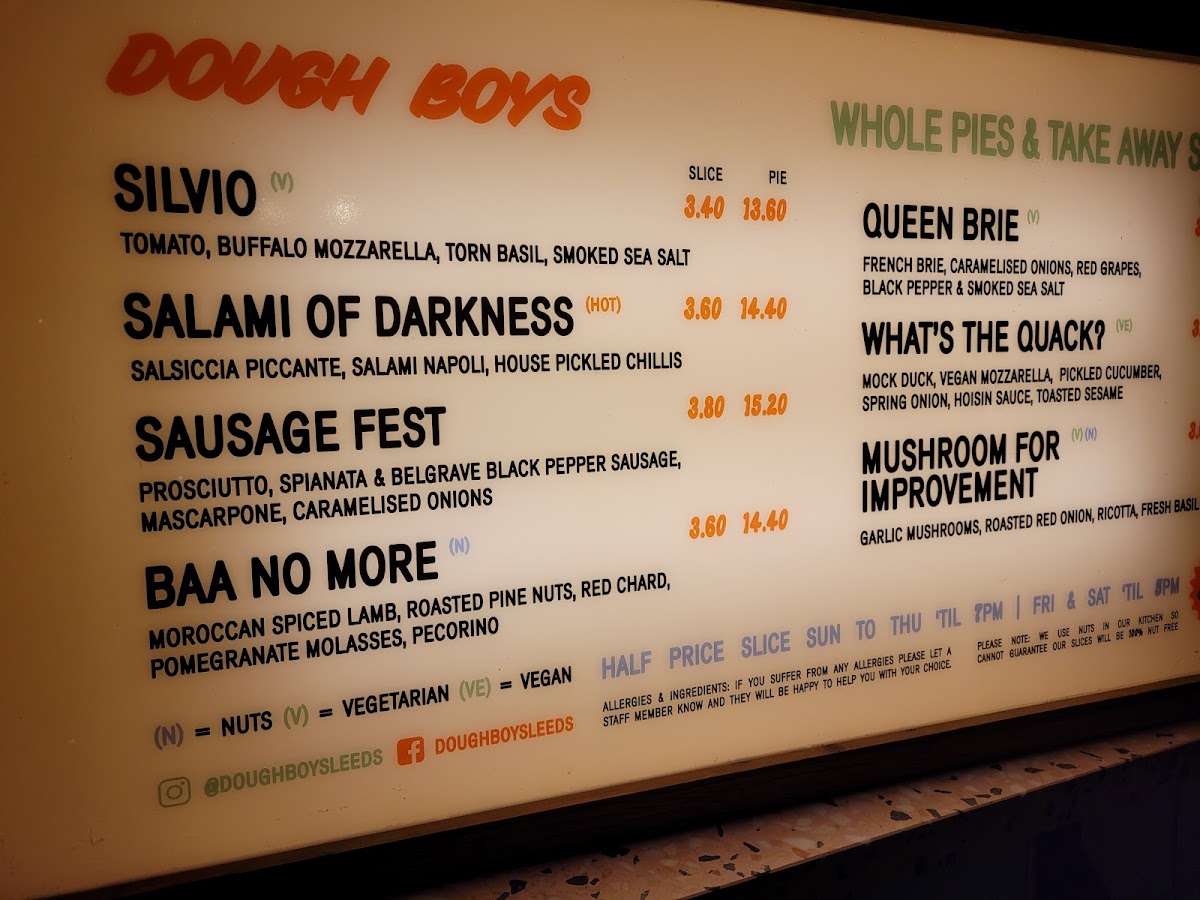 DOUGH BOYS
SLICE PIE
SILVIO (V) 3.40 13.60
TOMATO, BUFFALO MOZZARELLA, TORN BASIL, SMOKED SEA SALT
SALAMI OF DARKNESS (HOT) 3.60 14.40
SALSICCIA PICCANTE, SALAMI NAPOLI, HOUSE PICKLED CHILLIS
SAUSAGE FEST 3.80 15.20
PROSCIUTTO, SPIANATA & BELGRAVE BLACK PEPPER SAUSAGE,
MASCARPONE, CARAMELISED ONIONS
BAA NO MORE (N) 3.60 14.40
MOROCCAN SPICED LAMB, ROASTED PINE NUTS, RED CHARD,
POMEGRANATE MOLASSES, PECORINO
(N) = NUTS (V) = VEGETARIAN (VE) = VEGAN
@DOUGHBOYSLEEDS DOUGHBOYSLEEDS
WHOLE PIES & TAKE AWAY
QUEEN BRIE (V)
FRENCH BRIE, CARAMELISED ONIONS, RED GRAPES,
BLACK PEPPER & SMOKED SEA SALT
WHAT'S THE QUACK? (VE)
MOCK DUCK, VEGAN MOZZARELLA, PICKLED CUCUMBER,
SPRING ONION, HOISIN SAUCE, TOASTED SESAME
MUSHROOM FOR (V)(N)
IMPROVEMENT
GARLIC MUSHROOMS, ROASTED RED ONION, RICOTTA, FRESH BASIL
HALF PRICE SLICE SUN TO THU 'TIL 7PM | FRI & SAT 'TIL PM
ALLERGIES & INGREDIENTS: IF YOU SUFFER FROM ANY ALLERGIES PLEASE LET A
STAFF MEMBER KNOW AND THEY WILL BE HAPPY TO HELP YOU WITH YOUR CHOICE.
PLEASE NOTE: WE USE NUTS IN OUR KITCHEN SO
CANNOT GUARANTEE OUR SLICES WILL BE 100% NUT FREE